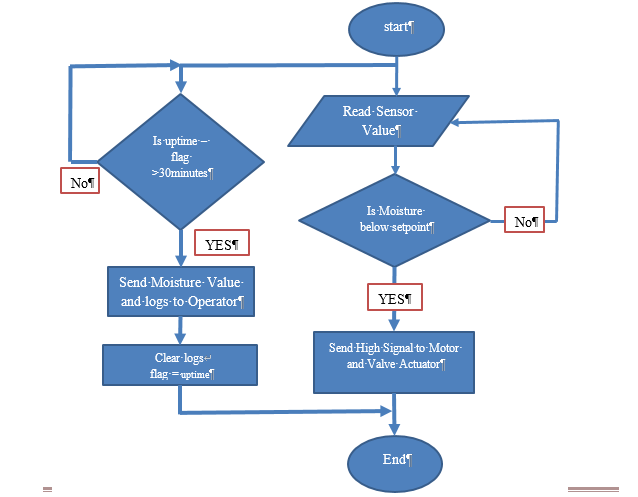 start¶
Read·Sensor·
Value¶
Is·uptime·–·
flag·
>30minutes¶
No¶
Is·Moisture·
below·setpoint¶
No¶
YES¶
Send·Moisture·Value·
and·logs·to·Operator¶
YES¶
Clear·logs↵
flag·=uptime¶
Send·High·Signal·to·Motor·
and·Valve·Actuator¶
End¶